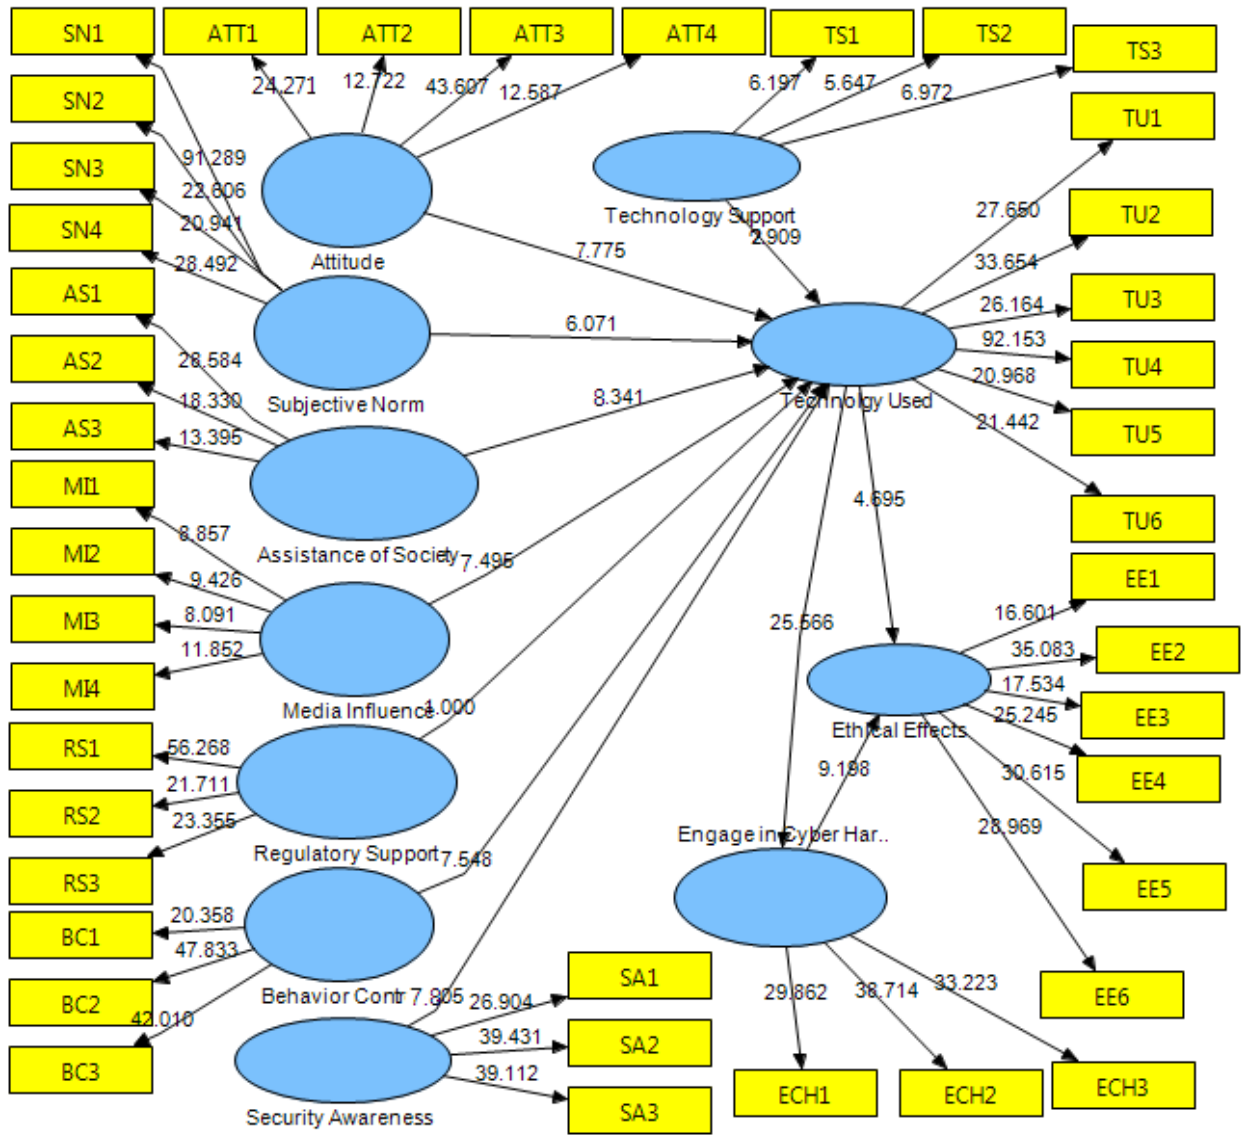 SN1
ATT1
ATT2
ATT3
ATT4
TS1
TS2
TS3
SN2
TU1
SN3
SN4
TU2
AS1
TU3
AS2
TU4
AS3
TU5
MI1
TU6
MI2
EE1
MI3
EE2
MI4
EE3
RS1
EE4
RS2
EE5
RS3
BC1
SA1
EE6
BC2
SA2
BC3
SA3
ECH1
ECH2
ECH3
24.271
12.722
43.607
12.587
6.197
5.647
6.972
91.289
22.606
20.941
28.492
Attitude
Technology Support
2.909
7.775
27.650
33.654
26.164
92.153
20.968
21.442
6.071
Technolgy Used
28.584
18.330
13.395
Subjective Norm
8.341
4.695
8.857
9.426
8.091
11.852
Assistance of Society
7.495
25.566
16.601
35.083
17.534
25.245
30.615
28.969
Media Influence
1.000
Ethical Effects
9.198
56.268
21.711
23.355
Regulatory Support
7.548
Engage in Cyber Har..
20.358
47.833
42.010
Behavior Contr
7.805
26.904
39.431
39.112
29.862
38.714
33.223
Security Awareness